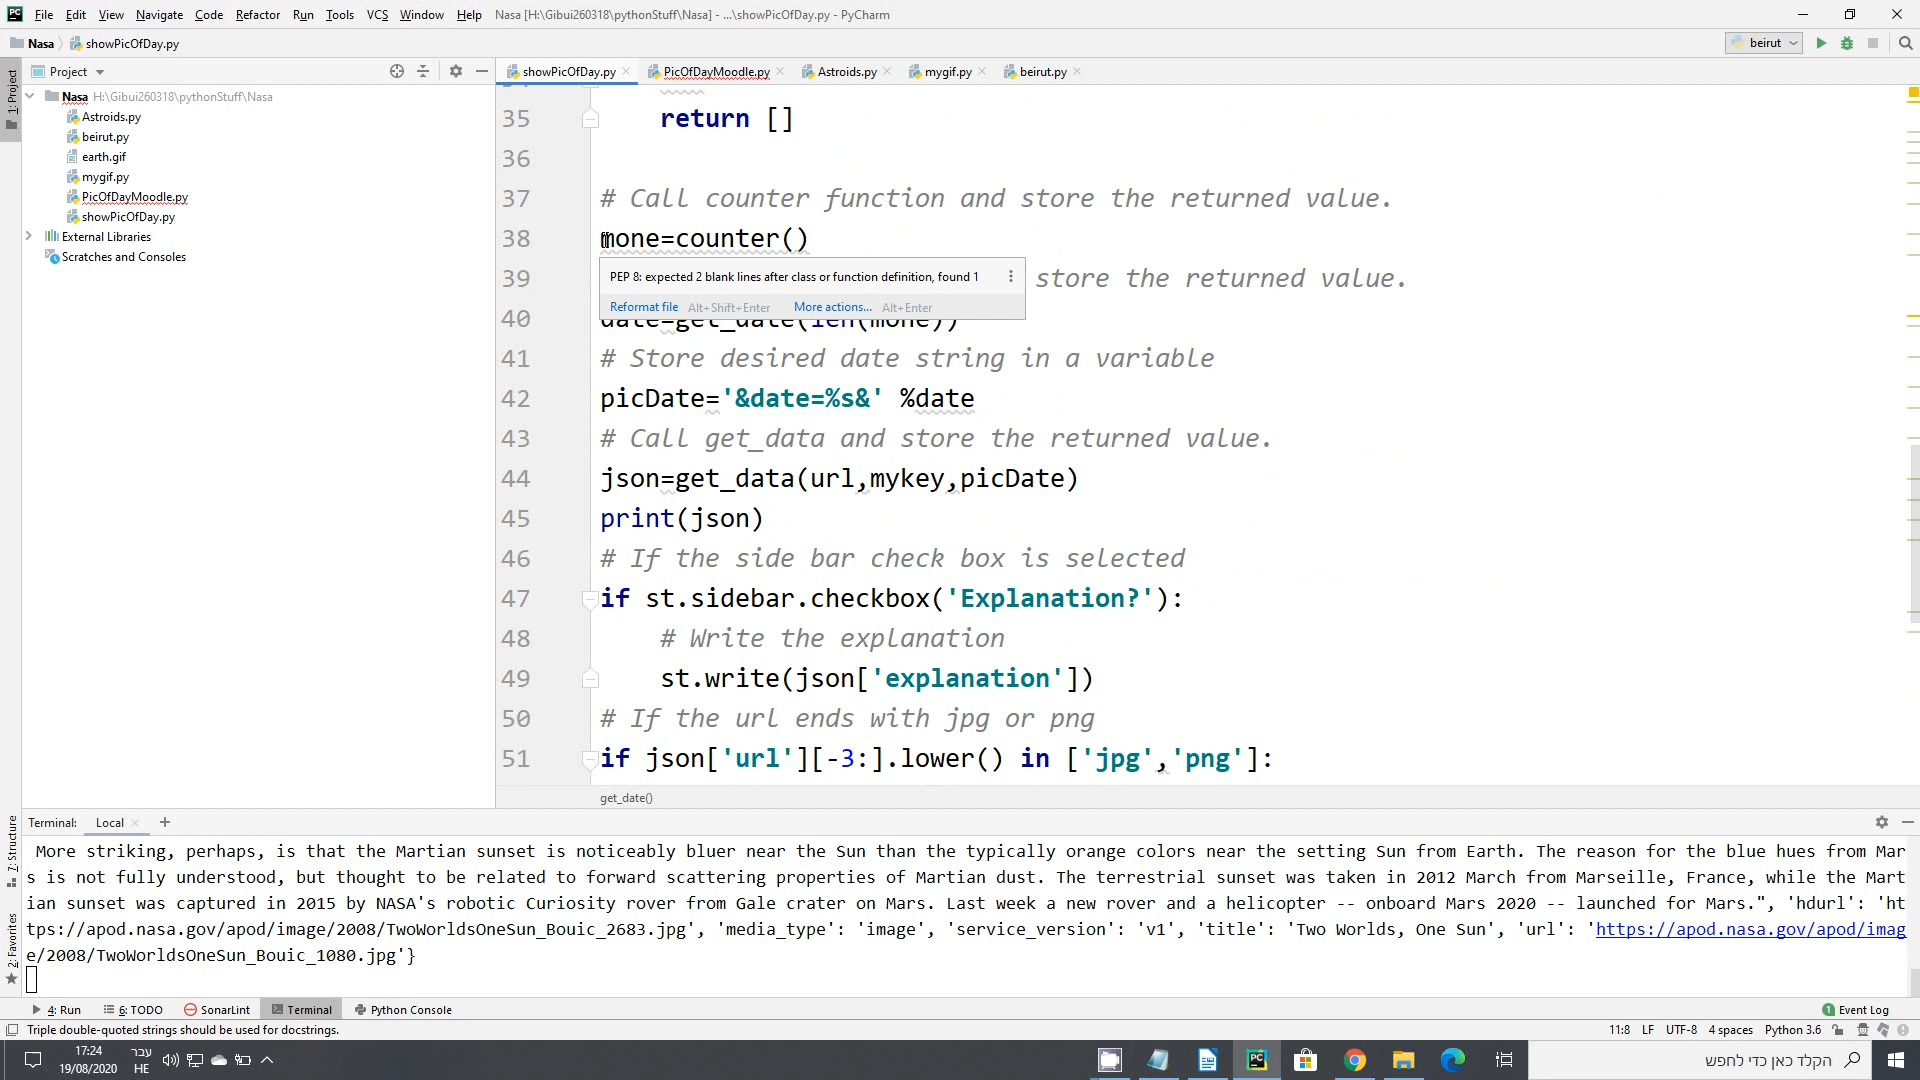 File Edit View Navigate Code Refactor Run Tools VCS Window Help Nasa [H:\Gibui260318\pythonStuff\Nasa] - ...\showPicOfDay.py - PyCharm
Nasa showPicOfDay.py beirut
Project
showPicOfDay.py PicOfDayMoodle.py Astroids.py mygif.py beirut.py
1: Project
Nasa H:\Gibui260318\pythonStuff\Nasa
Astroids.py
beirut.py
earth.gif
mygif.py
PicOfDayMoodle.py
showPicOfDay.py
External Libraries
Scratches and Consoles
35 return []
36
37 # Call counter function and store the returned value.
38 mone=counter()
PEP 8: expected 2 blank lines after class or function definition, found 1
Reformat file Alt+Shift+Enter More actions... Alt+Enter
39 store the returned value.
40 date=get_date(len(mone))
41 # Store desired date string in a variable
42 picDate='&date=%s&' %date
43 # Call get_data and store the returned value.
44 json=get_data(url,mykey,picDate)
45 print(json)
46 # If the side bar check box is selected
47 if st.sidebar.checkbox('Explanation?'):
48 # Write the explanation
49 st.write(json['explanation'])
50 # If the url ends with jpg or png
51 if json['url'][-3:].lower() in ['jpg','png']:
get_date()
Terminal: Local +
More striking, perhaps, is that the Martian sunset is noticeably bluer near the Sun than the typically orange colors near the setting Sun from Earth. The reason for the blue hues from Mar
s is not fully understood, but thought to be related to forward scattering properties of Martian dust. The terrestrial sunset was taken in 2012 March from Marseille, France, while the Mart
ian sunset was captured in 2015 by NASA's robotic Curiosity rover from Gale crater on Mars. Last week a new rover and a helicopter -- onboard Mars 2020 -- launched for Mars.", 'hdurl': 'ht
tps://apod.nasa.gov/apod/image/2008/TwoWorldsOneSun_Bouic_2683.jpg', 'media_type': 'image', 'service_version': 'v1', 'title': 'Two Worlds, One Sun', 'url': 'https://apod.nasa.gov/apod/imag
e/2008/TwoWorldsOneSun_Bouic_1080.jpg'}
7: Structure
2: Favorites
4: Run 6: TODO SonarLint Terminal Python Console 1 Event Log
Triple double-quoted strings should be used for docstrings. 11:8 LF UTF-8 4 spaces Python 3.6
17:24
19/08/2020
עבר
HE
הקלד כאן כדי לחפש